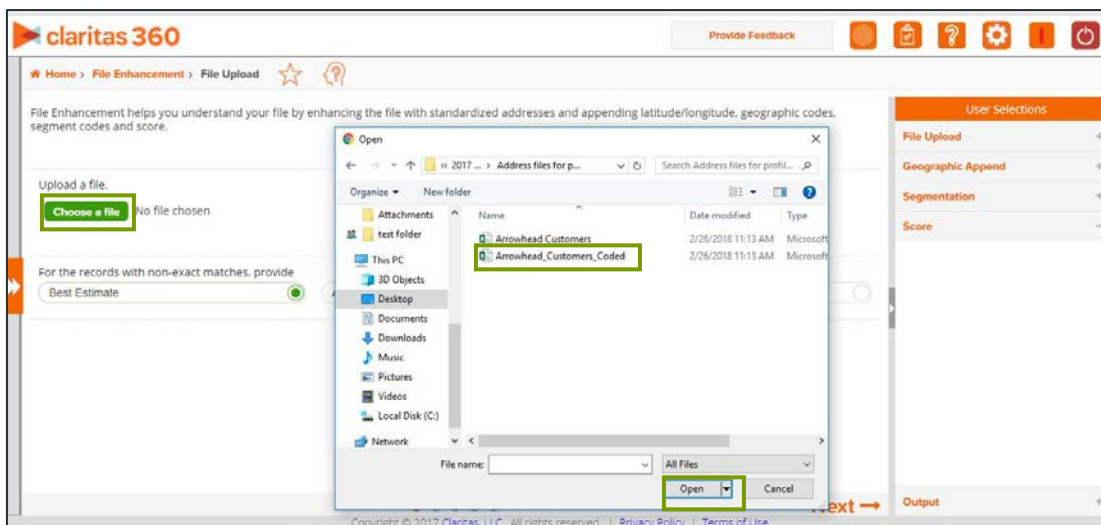 claritas 360
Provide Feedback
Home > File Enhancement > File Upload
File Enhancement helps you understand your file by enhancing the file with standardized addresses and appending latitude/longitude, geographic codes,
segment codes and score.
User Selections
File Upload
Geographic Append
Segmentation
Score
Output
Upload a file.
Choose a file No file chosen
For the records with non-exact matches, provide
Best Estimate
Open
« 2017 ... > Address files for p...
Search Address files for profil...
Organize
New folder
Attachments
test folder
This PC
3D Objects
Desktop
Documents
Downloads
Music
Pictures
Videos
Local Disk (C:)
Network
Name Date modified Type
Arrowhead Customers 2/26/2018 11:13 AM Microsoft
Arrowhead_Customers_Coded 2/26/2018 11:13 AM Microsoft
File name:
All Files
Open Cancel
ext
Copyright © 2017 Claritas, LLC. All rights reserved. | Privacy Policy | Terms of Use